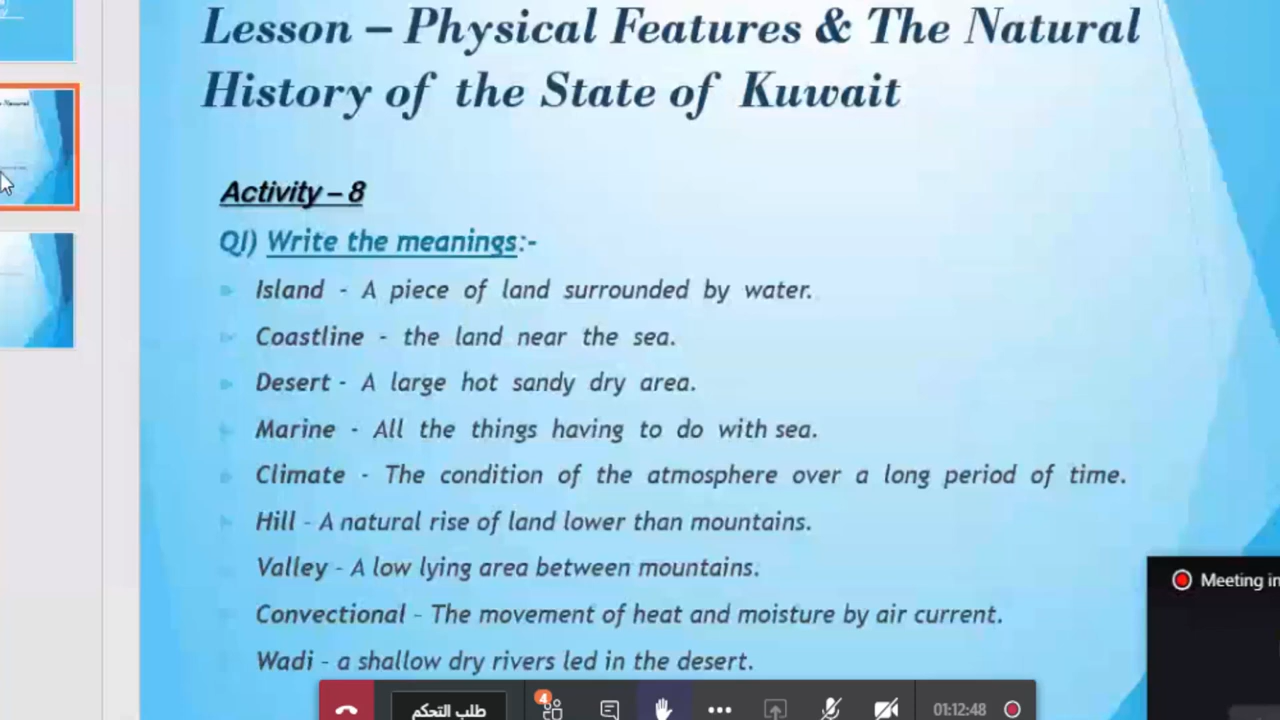 Lesson – Physical Features & The Natural
History of the State of Kuwait
Activity – 8
QI) Write the meanings:-
Island - A piece of land surrounded by water.
Coastline - the land near the sea.
Desert - A large hot sandy dry area.
Marine - All the things having to do with sea.
Climate - The condition of the atmosphere over a long period of time.
Hill – A natural rise of land lower than mountains.
Valley – A low lying area between mountains.
Convectional – The movement of heat and moisture by air current.
Wadi – a shallow dry rivers led in the desert.
Meeting in
4
طلب التحكم
01:12:48